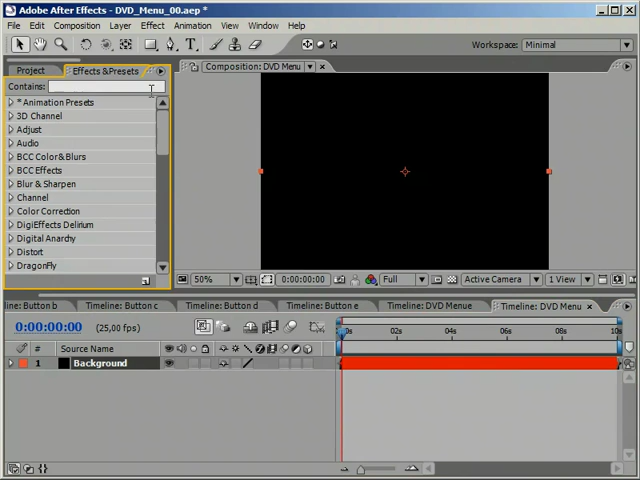 Adobe After Effects - DVD_Menu_00.aep *
File Edit Composition Layer Effect Animation View Window Help
Workspace: Minimal
Project Effects & Presets
Composition: DVD Menu
Contains:
* Animation Presets
3D Channel
Adjust
Audio
BCC Color & Blurs
BCC Effects
Blur & Sharpen
Channel
Color Correction
DigiEffects Delirium
Digital Anarchy
Distort
DragonFly
50% 0:00:00:00 Full Active Camera 1 View
line: Button b Timeline: Button c Timeline: Button d Timeline: Button e Timeline: DVD Menue Timeline: DVD Menu
0:00:00:00 (25,00 fps)
0s 02s 04s 06s 08s 10s
# Source Name
1 Background